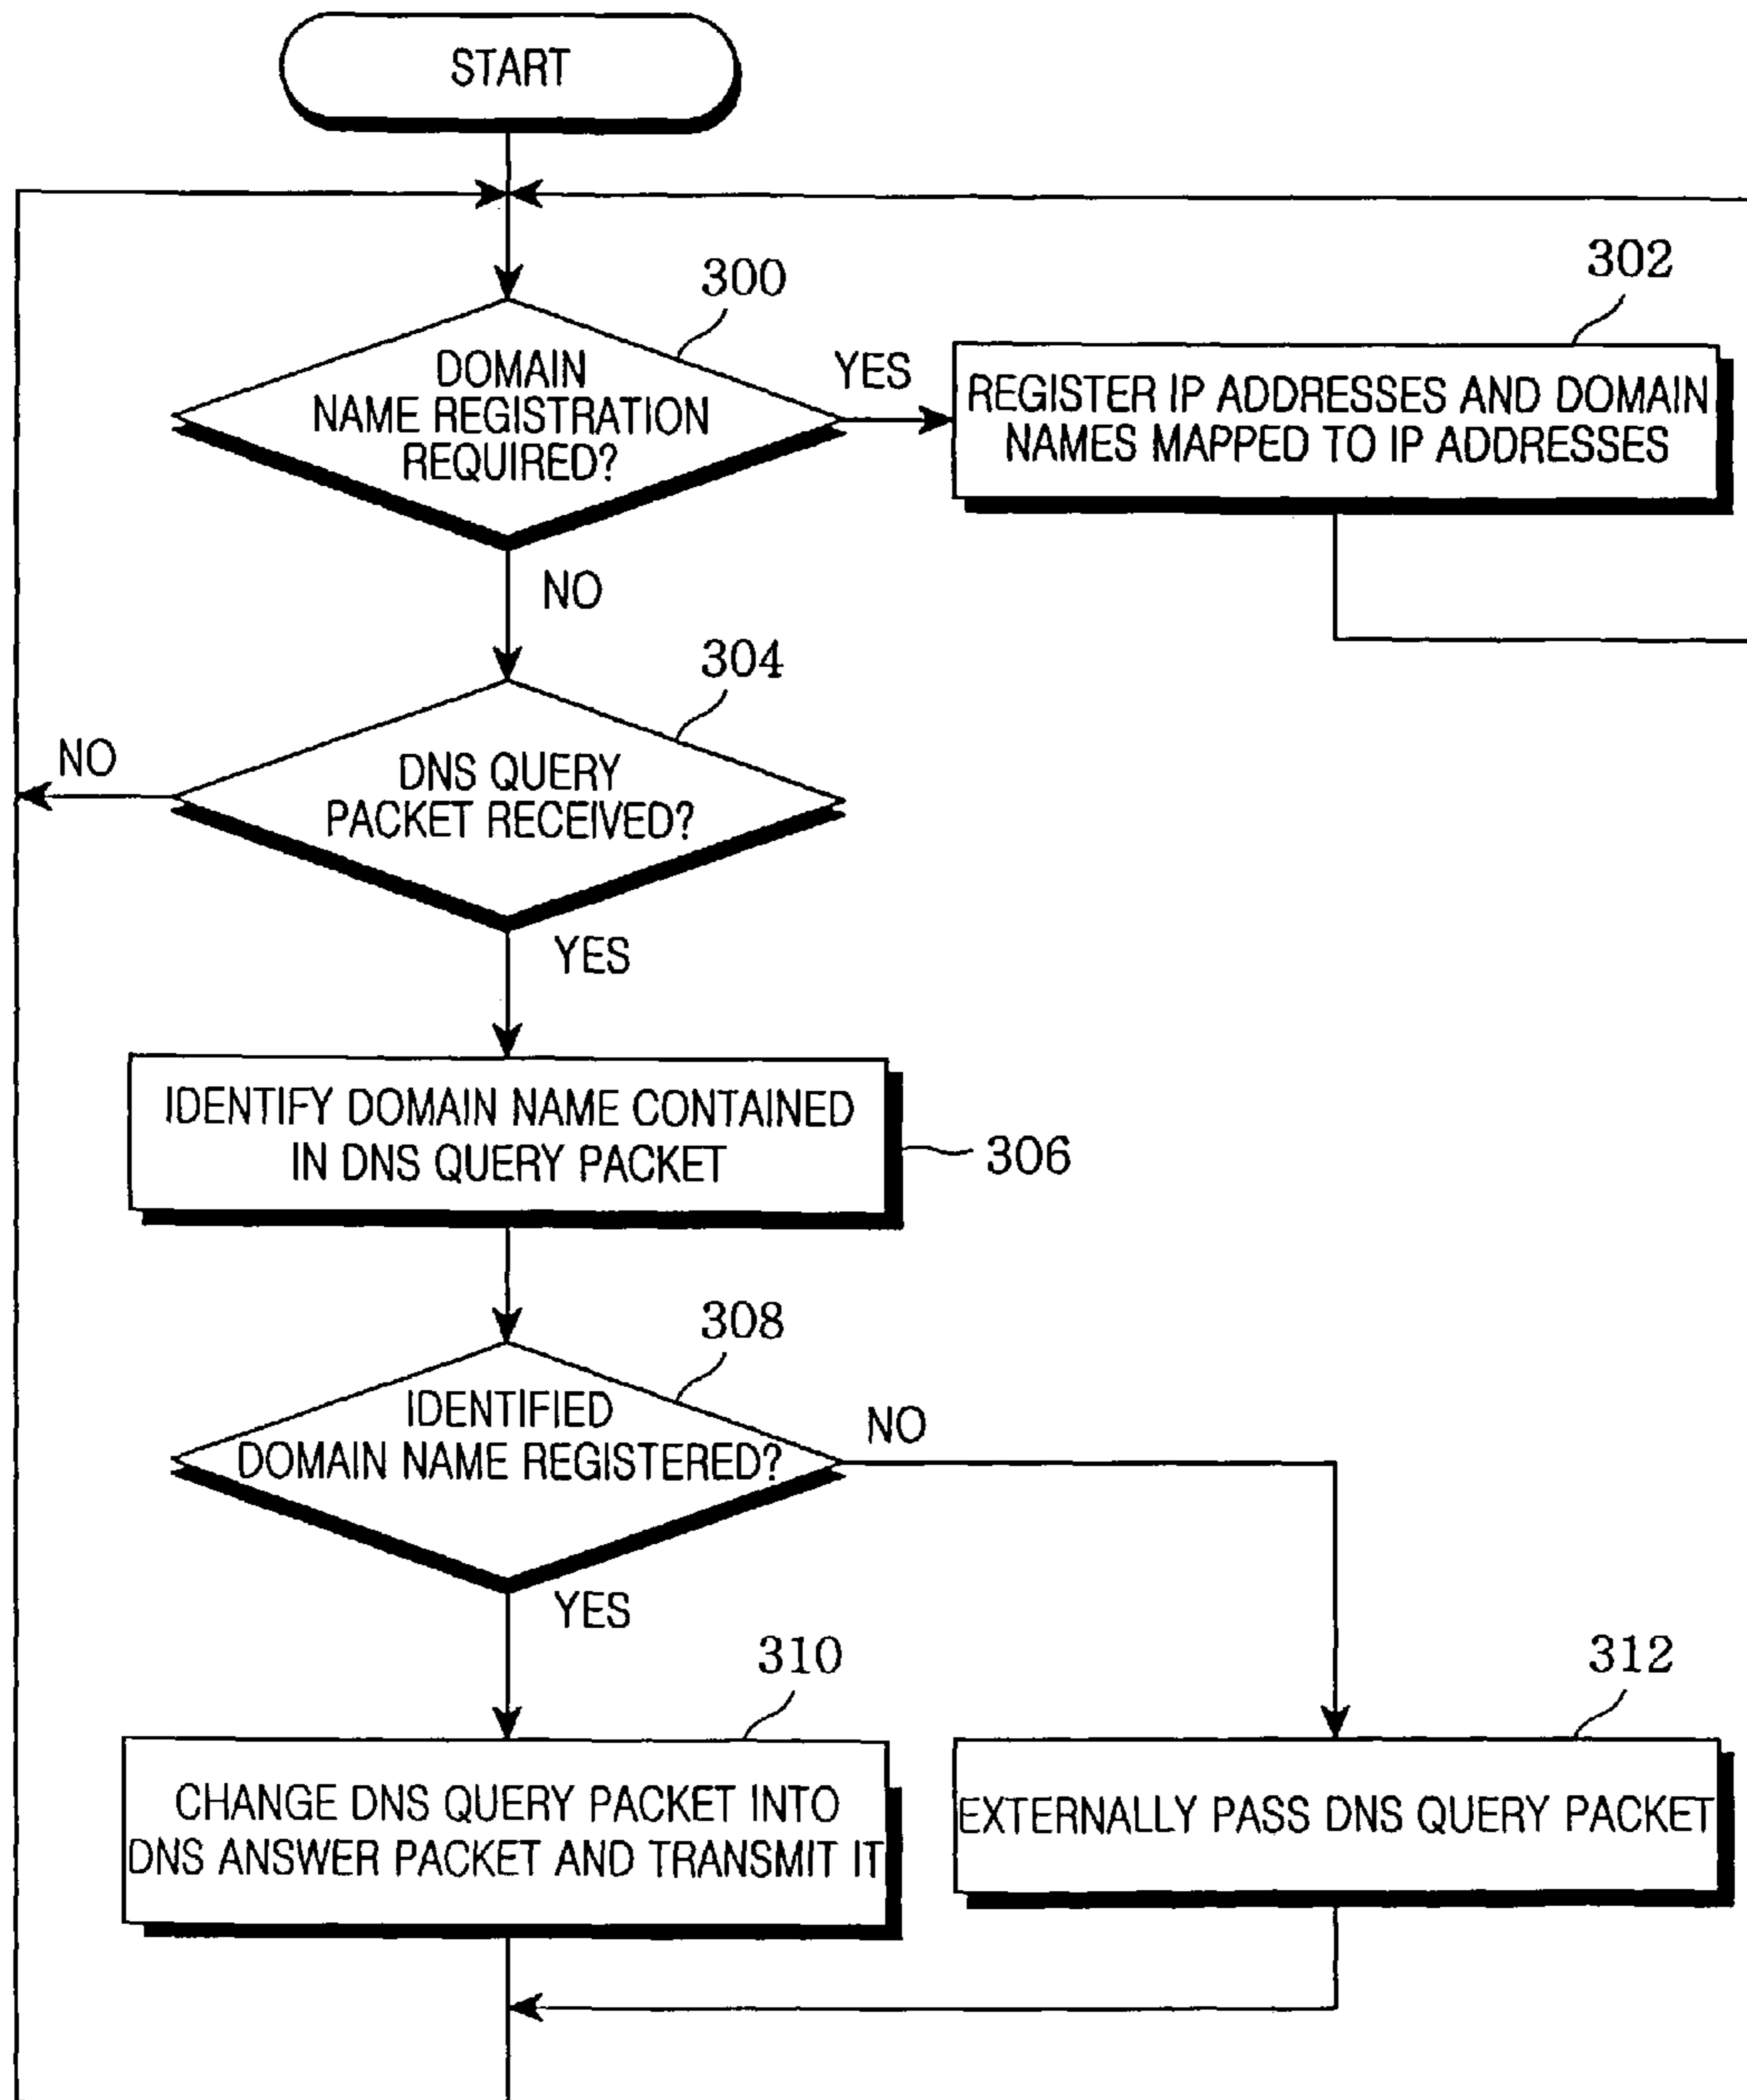 START
300
DOMAIN
NAME REGISTRATION
REQUIRED?
YES
302
REGISTER IP ADDRESSES AND DOMAIN
NAMES MAPPED TO IP ADDRESSES
NO
304
DNS QUERY
PACKET RECEIVED?
NO
YES
IDENTIFY DOMAIN NAME CONTAINED
IN DNS QUERY PACKET
306
308
IDENTIFIED
DOMAIN NAME REGISTERED?
NO
YES
310
CHANGE DNS QUERY PACKET INTO
DNS ANSWER PACKET AND TRANSMIT IT
312
EXTERNALLY PASS DNS QUERY PACKET